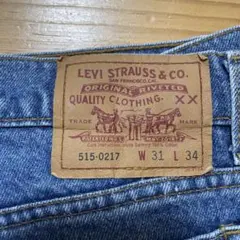 LEVI STRAUSS & CO.
SAN FRANCISCO, CAL.
ORIGINAL RIVETED
QUALITY CLOTHING.
XX
TRADE MARK
515-0217 W 31 L 34